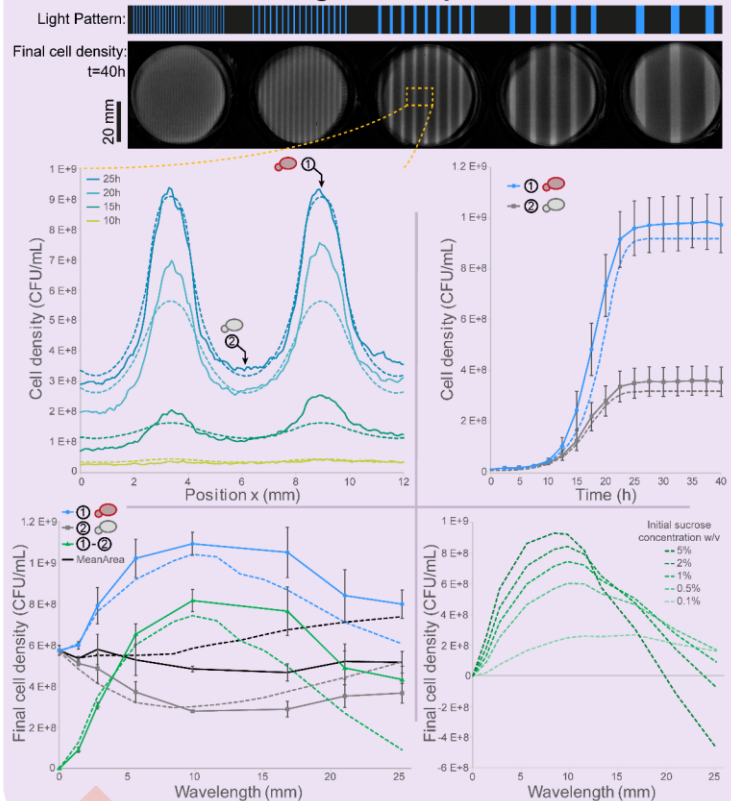 Light Pattern:
Final cell density:
t=40h
20 mm
1 E+9
9 E+8
8 E+8
7 E+8
6 E+8
5 E+8
4 E+8
3 E+8
2 E+8
1 E+8
0
25h
20h
15h
10h
①
②
0 2 4 6 8 10 12
Position x (mm)
Cell density (CFU/mL)
1.2 E+9
1 E+9
8 E+8
6 E+8
4 E+8
2 E+8
0
①
②
0 5 10 15 20 25 30 35 40
Time (h)
Cell density (CFU/mL)
①
②
①-②
MeanArea
1.2 E+9
1 E+9
8 E+8
6 E+8
4 E+8
2 E+8
0
0 5 10 15 20 25
Wavelength (mm)
Final cell density (CFU/mL)
1 E+9
8 E+8
6 E+8
4 E+8
2 E+8
0
-2 E+8
-4 E+8
-6 E+8
Initial sucrose
concentration w/v
5%
2%
1%
0.5%
0.1%
0 5 10 15 20 25
Wavelength (mm)
Final cell density (CFU/mL)